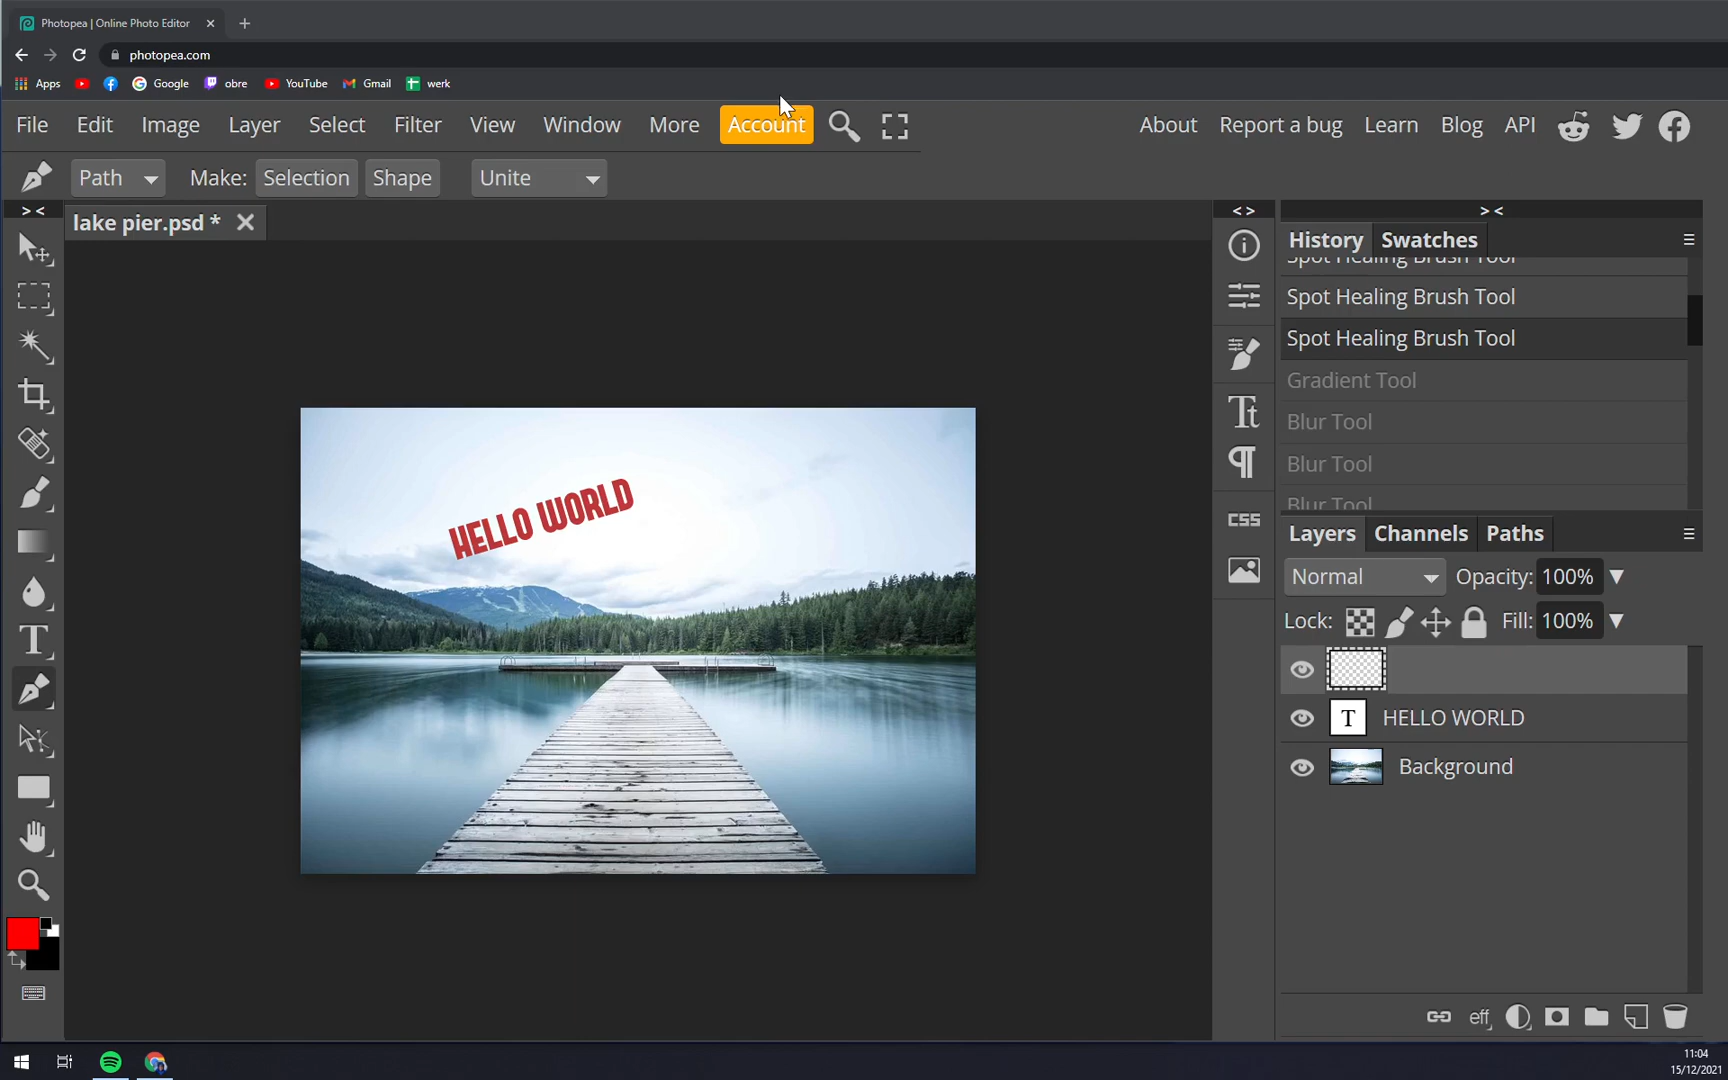 Photopea | Online Photo Editor
photopea.com
Apps
Google
obre
YouTube
Gmail
werk
File Edit Image Layer Select Filter View Window More Account
About Report a bug Learn Blog API
Path Make: Selection Shape Unite
> <
lake pier.psd *
< >
> <
History Swatches
Spot Healing Brush Tool
Spot Healing Brush Tool
Spot Healing Brush Tool
Gradient Tool
Blur Tool
Blur Tool
Blur Tool
HELLO WORLD
CSS
Layers Channels Paths
Normal Opacity: 100%
Lock: Fill: 100%
T HELLO WORLD
Background
eff
11:04
15/12/2021